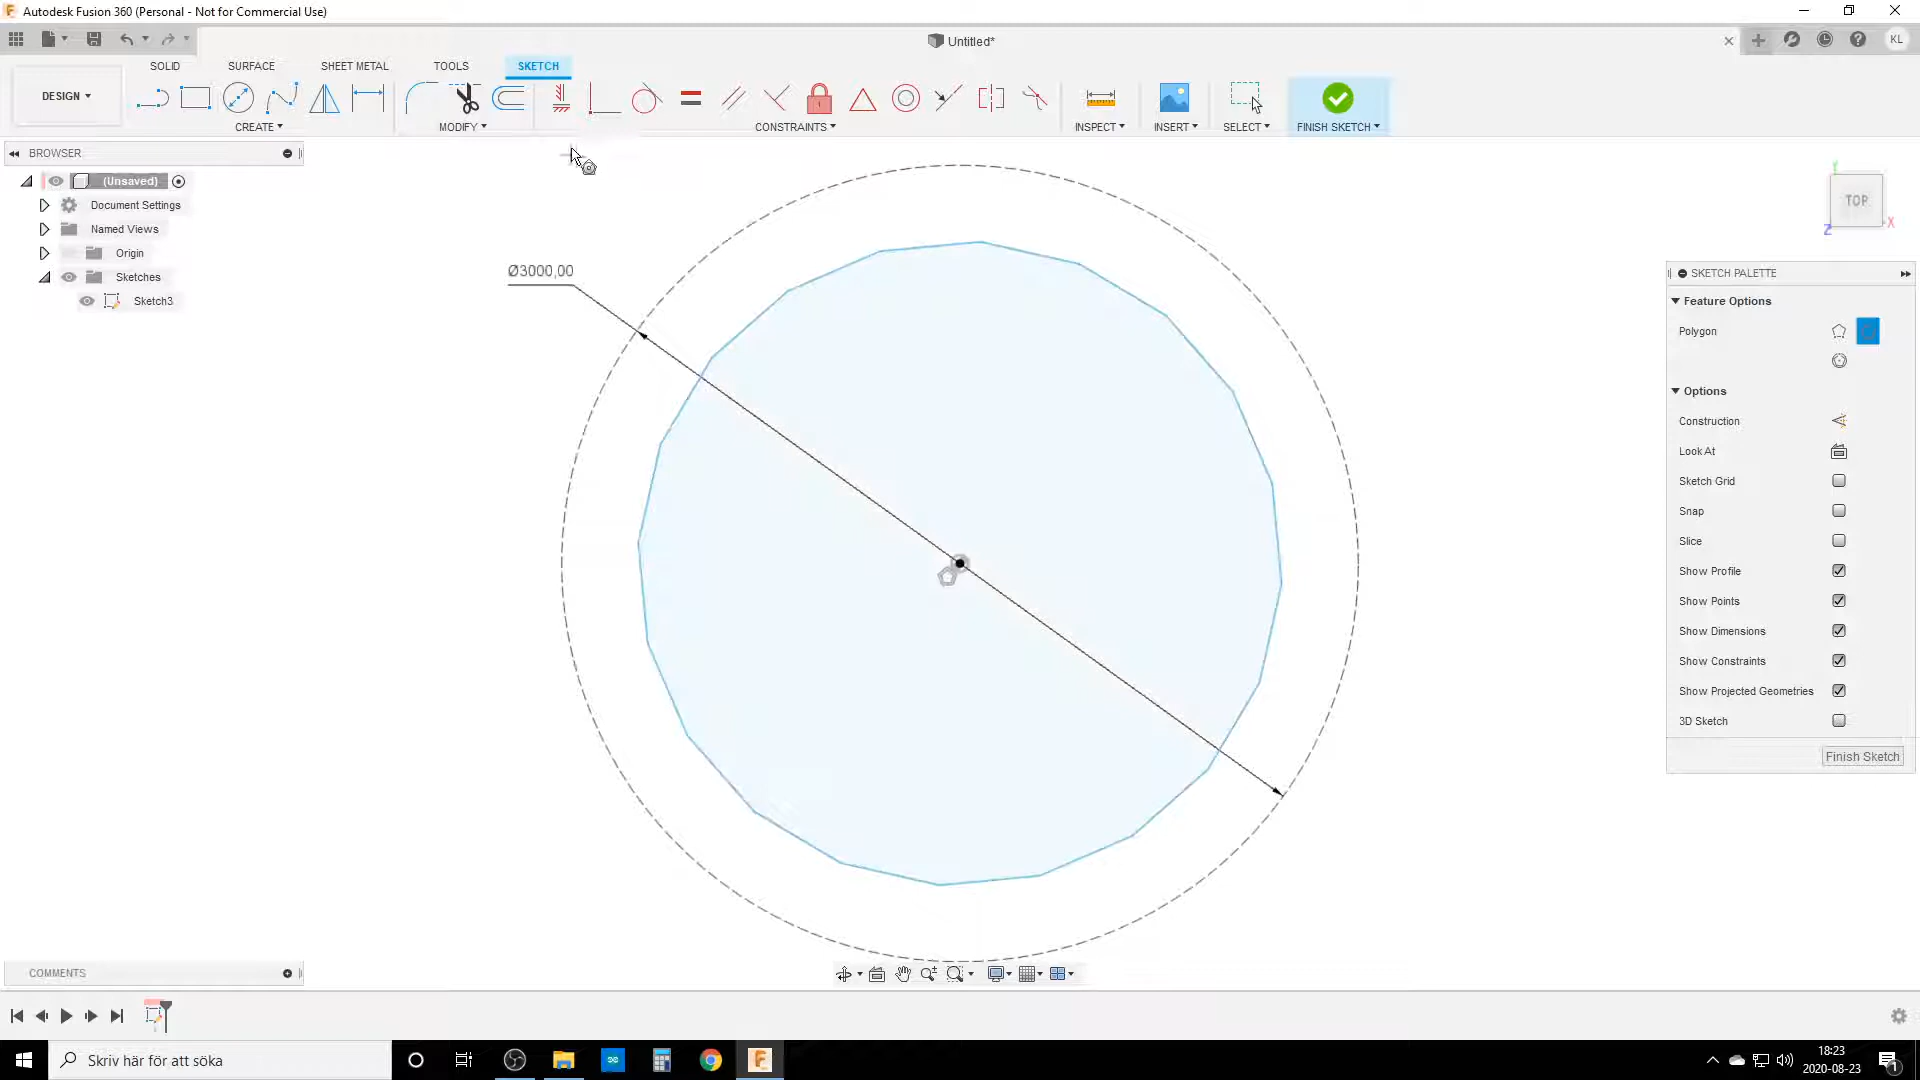 Autodesk Fusion 360 (Personal - Not for Commercial Use)
Untitled*
KL
SOLID
SURFACE
SHEET METAL
TOOLS
SKETCH
DESIGN
CREATE
MODIFY
CONSTRAINTS
INSPECT
INSERT
SELECT
FINISH SKETCH
BROWSER
(Unsaved)
Document Settings
Named Views
Origin
Sketches
Sketch3
Ø3000,00
Y
TOP
X
Z
SKETCH PALETTE
Feature Options
Polygon
Options
Construction
Look At
Sketch Grid
Snap
Slice
Show Profile
Show Points
Show Dimensions
Show Constraints
Show Projected Geometries
3D Sketch
Finish Sketch
COMMENTS
Skriv här för att söka
18:23
2020-08-23
1